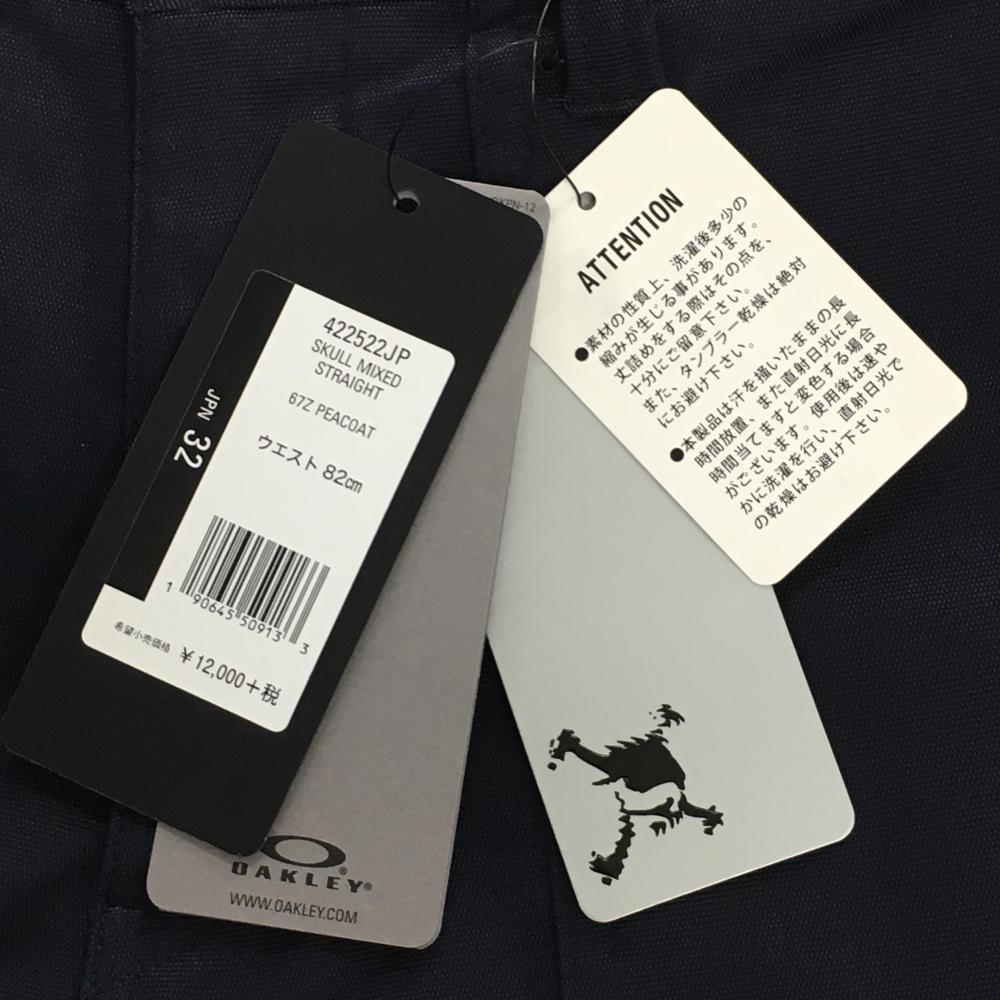 422522JP
SKULL MIXED
STRAIGHT
67Z PEACOAT
ウエスト 82cm
JPN 32
1 90645 50913 3
希望小売価格 ¥12,000+税
OAKLEY®
WWW.OAKLEY.COM
ATTENTION
●素材の性質上、洗濯後多少の
縮みが生じる事があります。
丈詰めをする際はその点を、
十分にご留意下さい。
また、タンブラー乾燥は絶対
にお避け下さい。
●本製品は汗を掻いたままの長
時間放置、また直射日光に長
時間当てますと変色する場合
がございます。使用後は速や
かに洗濯を行い、直射日光で
の乾燥はお避け下さい。